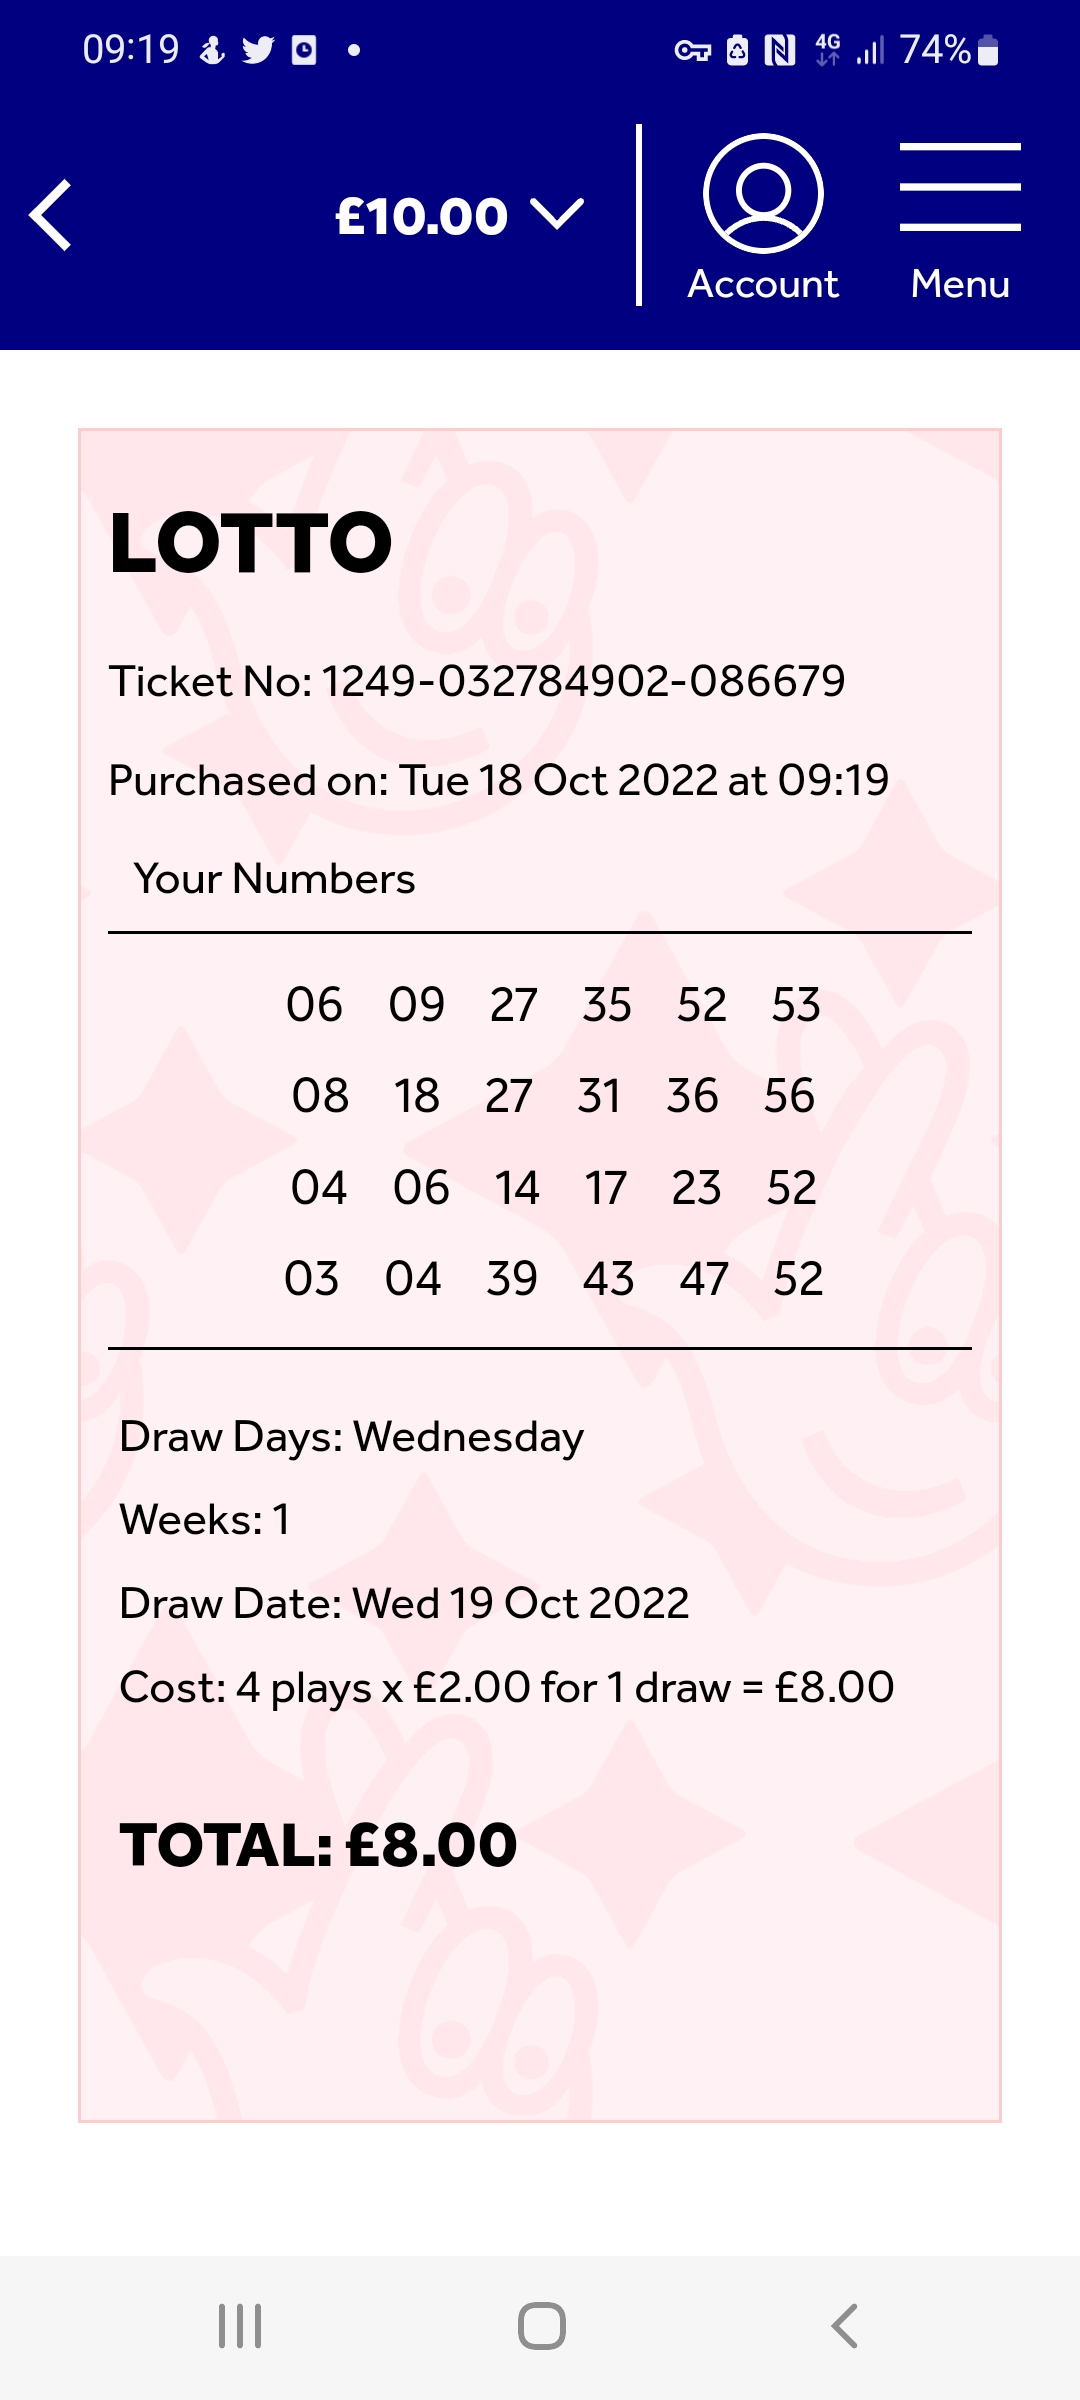 09:19 4G 74%
£10.00
Account Menu
LOTTO
Ticket No: 1249-032784902-086679
Purchased on: Tue 18 Oct 2022 at 09:19
Your Numbers
06 09 27 35 52 53
08 18 27 31 36 56
04 06 14 17 23 52
03 04 39 43 47 52
Draw Days: Wednesday
Weeks: 1
Draw Date: Wed 19 Oct 2022
Cost: 4 plays x £2.00 for 1 draw = £8.00
TOTAL: £8.00